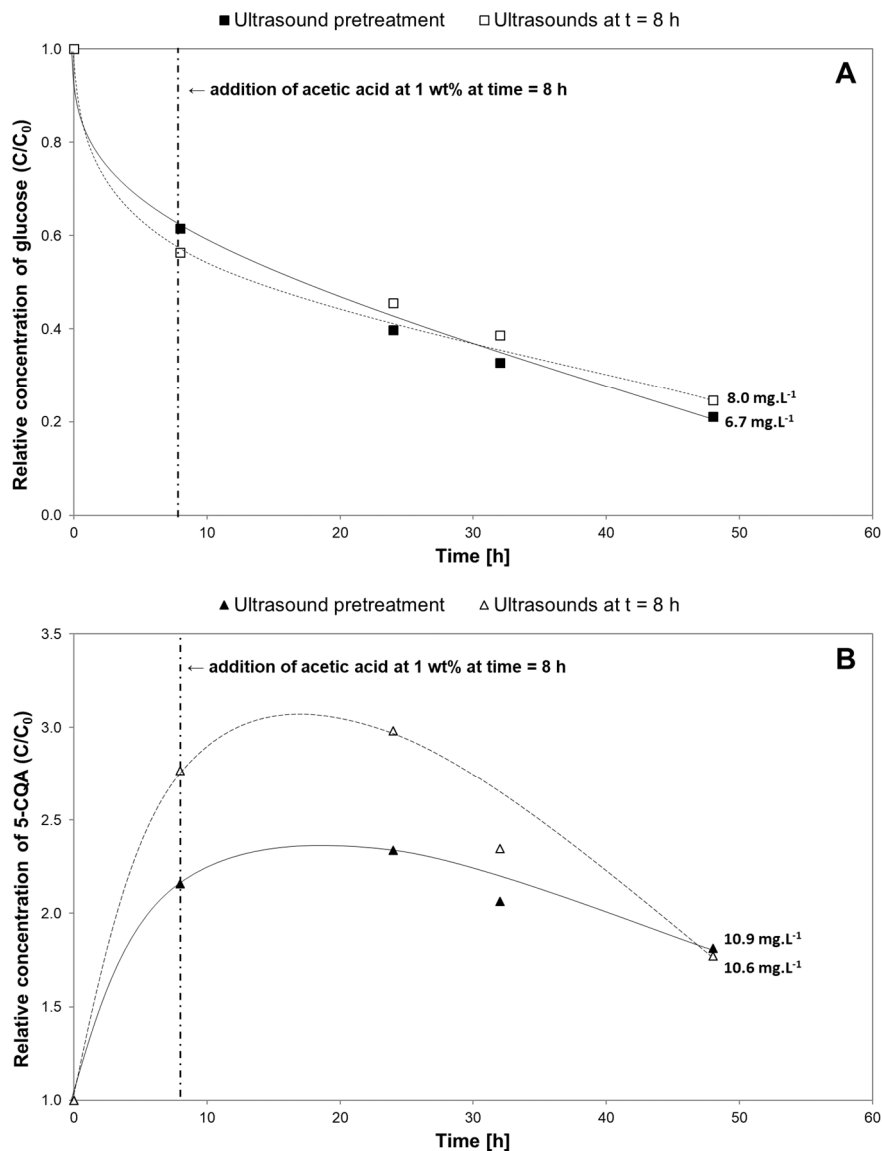 ■ Ultrasound pretreatment □ Ultrasounds at t = 8 h
A
← addition of acetic acid at 1 wt% at time = 8 h
Relative concentration of glucose (C/C₀)
1.0
0.8
0.6
0.4
0.2
0.0
8.0 mg.L⁻¹
6.7 mg.L⁻¹
0 10 20 30 40 50 60
Time [h]
▲ Ultrasound pretreatment △ Ultrasounds at t = 8 h
B
← addition of acetic acid at 1 wt% at time = 8 h
Relative concentration of 5-CQA (C/C₀)
3.5
3.0
2.5
2.0
1.5
1.0
10.9 mg.L⁻¹
10.6 mg.L⁻¹
0 10 20 30 40 50 60
Time [h]